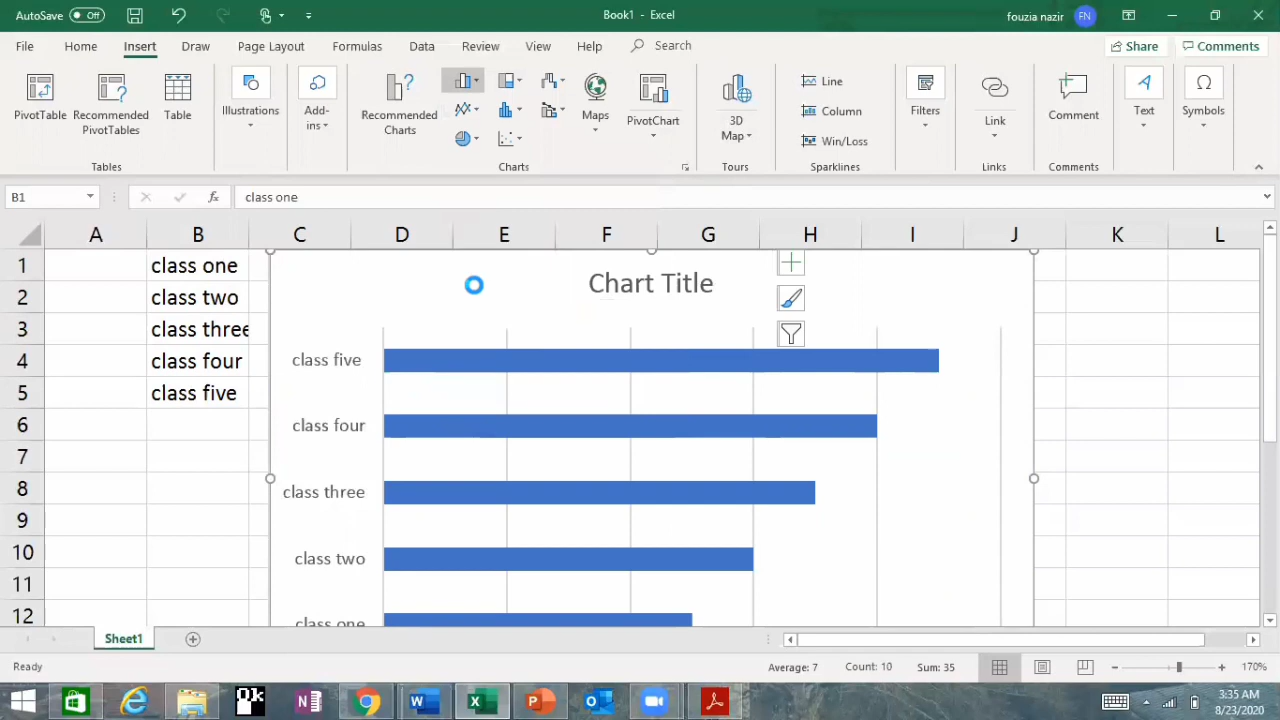 AutoSave Off
Book1 - Excel
fouzia nazir FN
File Home Insert Draw Page Layout Formulas Data Review View Help Search Share Comments
PivotTable
Recommended
PivotTables
Table
Tables
Illustrations
Add-
ins
Recommended
Charts
Maps
PivotChart
Charts
3D
Map
Tours
Line
Column
Win/Loss
Sparklines
Filters
Link
Links
Comment
Comments
Text
Symbols
B1
fx
class one
A B C D E F G H I J K L
1 class one
2 class two
3 class three
4 class four
5 class five
6
7
8
9
10
11
12
Chart Title
class five
class four
class three
class two
class one
Sheet1
Ready
Average: 7 Count: 10 Sum: 35
170%
Ok
3:35 AM
8/23/2020